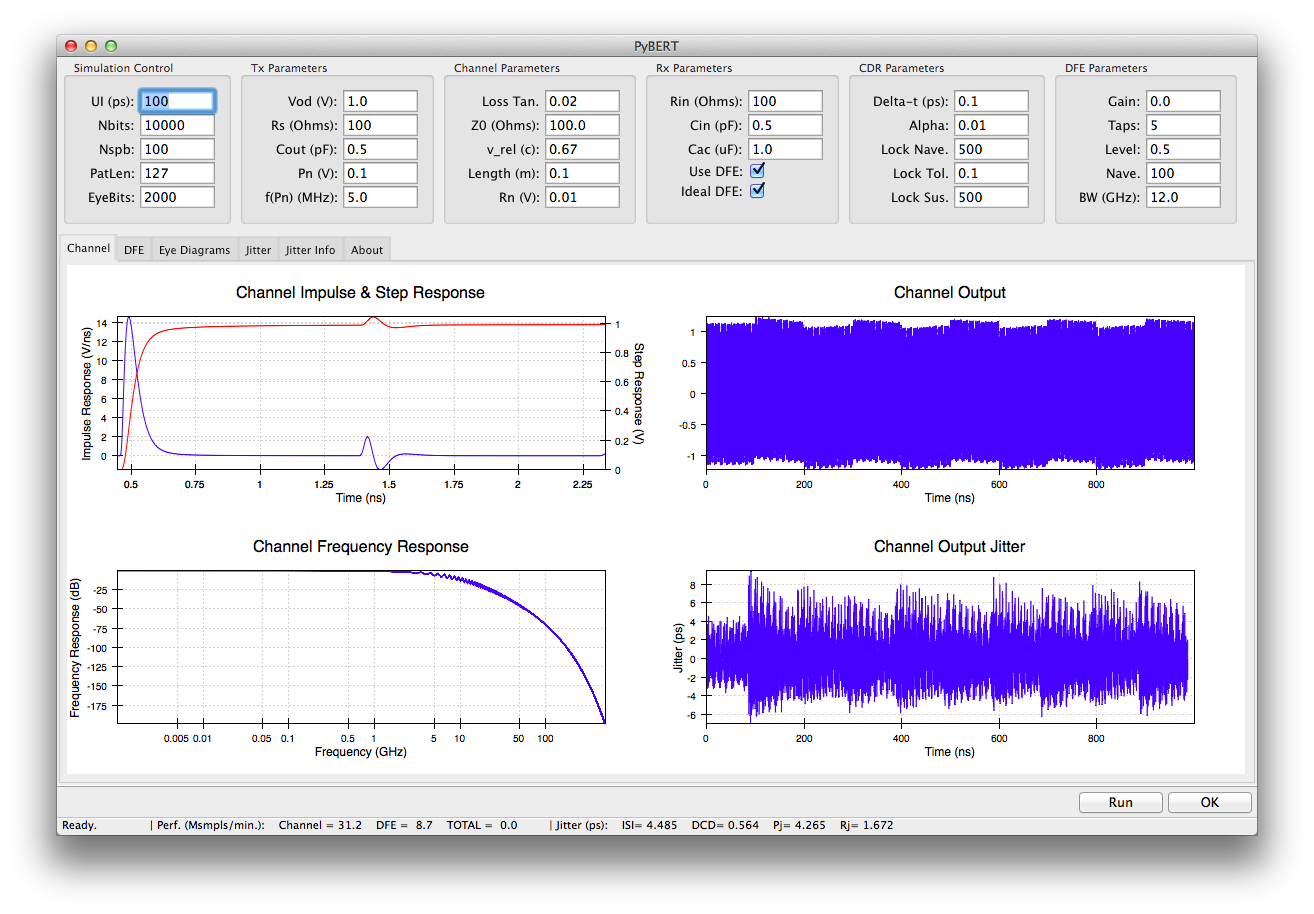 PyBERT
Simulation Control
UI (ps): 100
Nbits: 10000
Nspb: 100
PatLen: 127
EyeBits: 2000
Tx Parameters
Vod (V): 1.0
Rs (Ohms): 100
Cout (pF): 0.5
Pn (V): 0.1
f(Pn) (MHz): 5.0
Channel Parameters
Loss Tan. 0.02
Z0 (Ohms): 100.0
v_rel (c): 0.67
Length (m): 0.1
Rn (V): 0.01
Rx Parameters
Rin (Ohms): 100
Cin (pF): 0.5
Cac (uF): 1.0
Use DFE:
Ideal DFE:
CDR Parameters
Delta-t (ps): 0.1
Alpha: 0.01
Lock Nave. 500
Lock Tol. 0.1
Lock Sus. 500
DFE Parameters
Gain: 0.0
Taps: 5
Level: 0.5
Nave. 100
BW (GHz): 12.0
Channel DFE Eye Diagrams Jitter Jitter Info About
Channel Impulse & Step Response
Impulse Response (V/ns)
14
12
10
8
6
4
2
0
1
0.8
0.6
0.4
0.2
0
Step Response (V)
0.5 0.75 1 1.25 1.5 1.75 2 2.25
Time (ns)
Channel Output
1
0.5
0
-0.5
-1
0 200 400 600 800
Time (ns)
Channel Frequency Response
Frequency Response (dB)
-25
-50
-75
-100
-125
-150
-175
0.005 0.01 0.05 0.1 0.5 1 5 10 50 100
Frequency (GHz)
Channel Output Jitter
Jitter (ps)
8
6
4
2
0
-2
-4
-6
0 200 400 600 800
Time (ns)
Run OK
Ready. | Perf. (Msmpls/min.): Channel = 31.2 DFE = 8.7 TOTAL = 0.0 | Jitter (ps): ISI= 4.485 DCD= 0.564 Pj= 4.265 Rj= 1.672